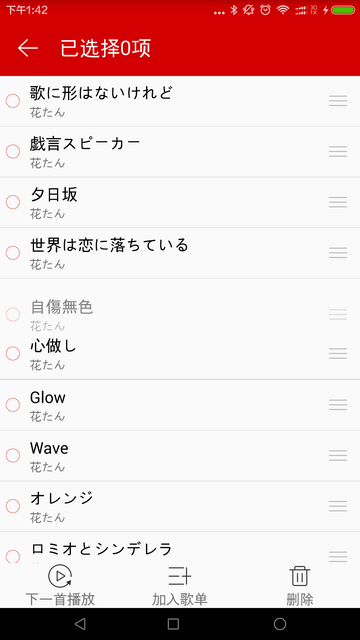 下午1:42
已选择0项
歌に形はないけれど
花たん
戯言スピーカー
花たん
夕日坂
花たん
世界は恋に落ちている
花たん
自傷無色
花たん
心做し
花たん
Glow
花たん
Wave
花たん
オレンジ
花たん
ロミオとシンデレラ
下一首播放 加入歌单 删除